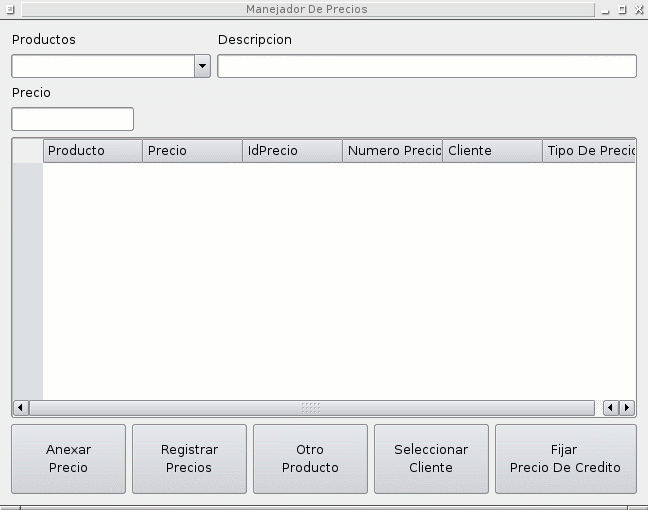 Manejador De Precios
Productos Descripcion
Precio
Producto Precio IdPrecio Numero Precio Cliente Tipo De Precio
Anexar Precio
Registrar Precios
Otro Producto
Seleccionar Cliente
Fijar Precio De Credito